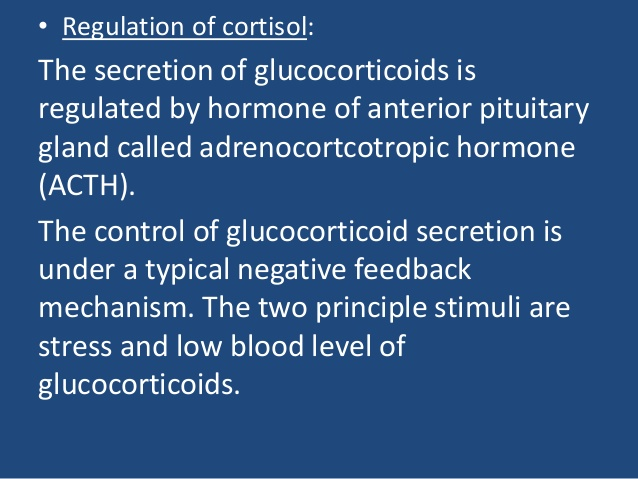 • Regulation of cortisol:
The secretion of glucocorticoids is
regulated by hormone of anterior pituitary
gland called adrenocortcotropic hormone
(ACTH).
The control of glucocorticoid secretion is
under a typical negative feedback
mechanism. The two principle stimuli are
stress and low blood level of
glucocorticoids.